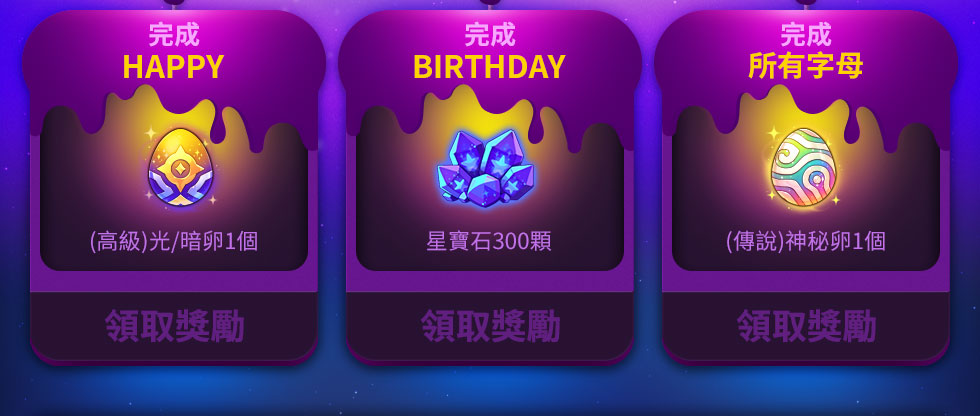 完成
HAPPY
(高級)光/暗卵1個
領取獎勵
完成
BIRTHDAY
星寶石300顆
領取獎勵
完成
所有字母
(傳說)神秘卵1個
領取獎勵